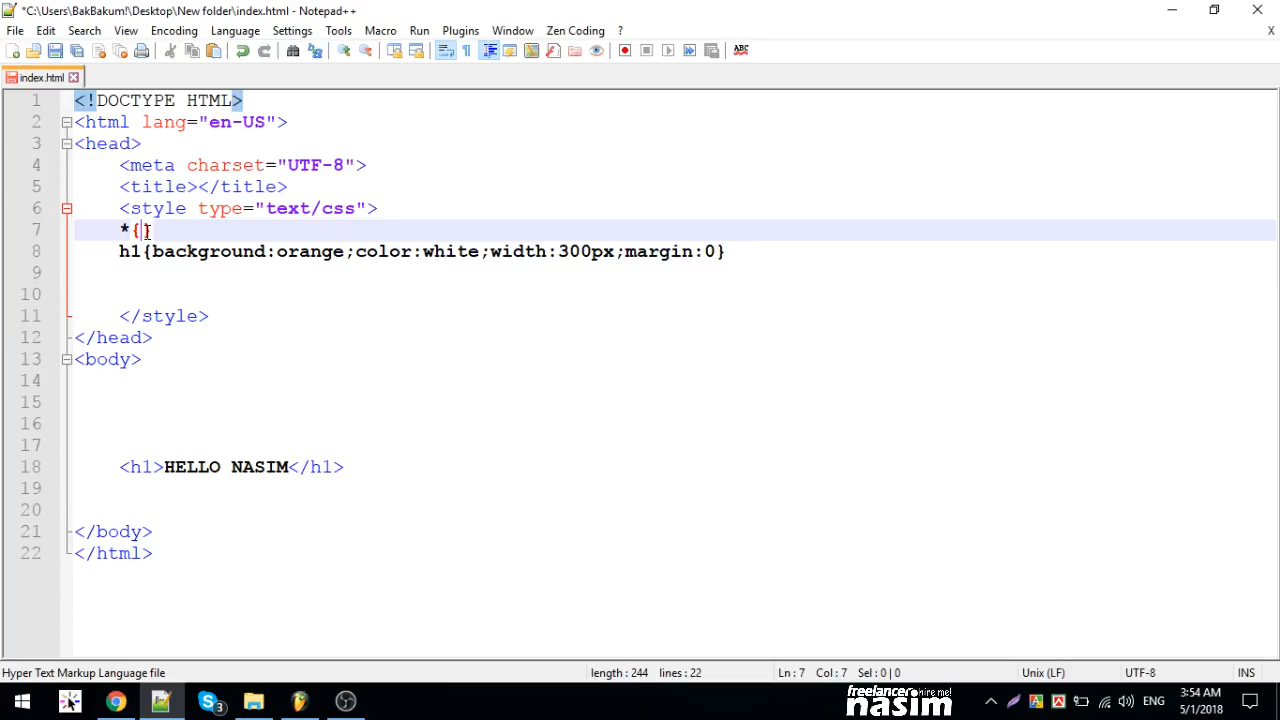 *C:\Users\BakBakum!\Desktop\New folder\index.html - Notepad++
File Edit Search View Encoding Language Settings Tools Macro Run Plugins Window Zen Coding ? X
ABC
index.html
1 <!DOCTYPE HTML>
2 <html lang="en-US">
3 <head>
4 <meta charset="UTF-8">
5 <title></title>
6 <style type="text/css">
7 *{}
8 h1{background:orange;color:white;width:300px;margin:0}
9
10
11 </style>
12 </head>
13 <body>
14
15
16
17
18 <h1>HELLO NASIM</h1>
19
20
21 </body>
22 </html>
Hyper Text Markup Language file length : 244 lines : 22 Ln : 7 Col : 7 Sel : 0 | 0 Unix (LF) UTF-8 INS
3
freelancer hire me!
nasim
ENG
3:54 AM
5/1/2018